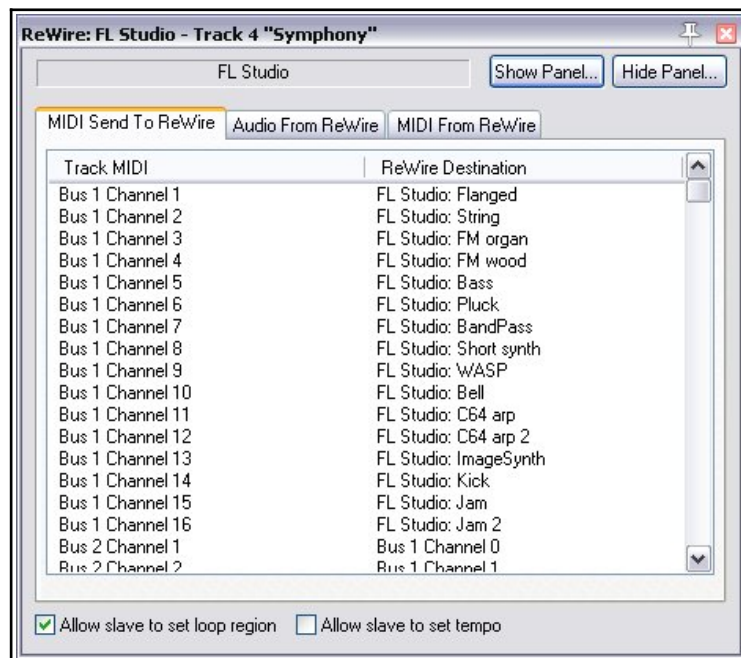 ReWire: FL Studio - Track 4 "Symphony"
FL Studio Show Panel... Hide Panel...
MIDI Send To ReWire Audio From ReWire MIDI From ReWire
Track MIDI ReWire Destination
Bus 1 Channel 1 FL Studio: Flanged
Bus 1 Channel 2 FL Studio: String
Bus 1 Channel 3 FL Studio: FM organ
Bus 1 Channel 4 FL Studio: FM wood
Bus 1 Channel 5 FL Studio: Bass
Bus 1 Channel 6 FL Studio: Pluck
Bus 1 Channel 7 FL Studio: BandPass
Bus 1 Channel 8 FL Studio: Short synth
Bus 1 Channel 9 FL Studio: WASP
Bus 1 Channel 10 FL Studio: Bell
Bus 1 Channel 11 FL Studio: C64 arp
Bus 1 Channel 12 FL Studio: C64 arp 2
Bus 1 Channel 13 FL Studio: ImageSynth
Bus 1 Channel 14 FL Studio: Kick
Bus 1 Channel 15 FL Studio: Jam
Bus 1 Channel 16 FL Studio: Jam 2
Bus 2 Channel 1 Bus 1 Channel 0
Bus 2 Channel 2 Bus 1 Channel 1
Allow slave to set loop region Allow slave to set tempo